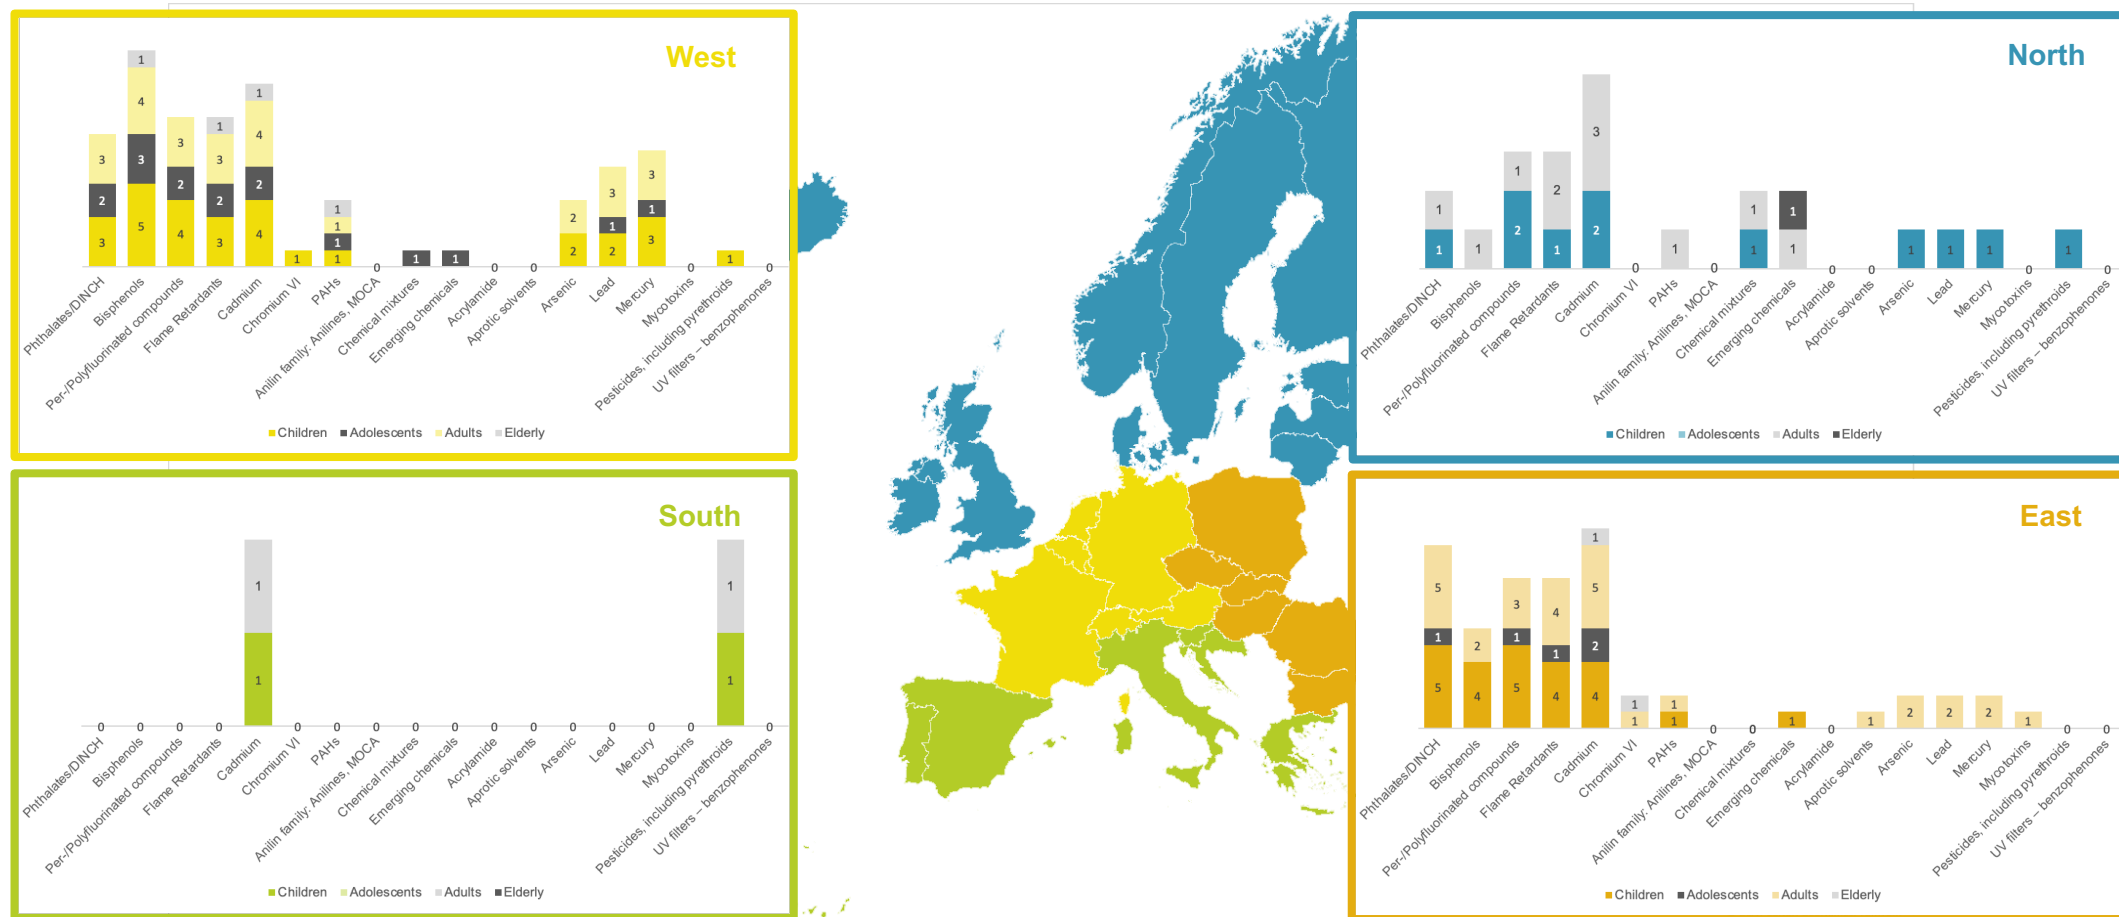 West
1
4
3
5
3
2
3
3
2
4
1
3
2
3
1
4
2
4
1
1
1
1
1
0
1
1
0
0
2
2
3
1
2
3
1
3
0
1
0
Phthalates/DINCH
Bisphenols
Per-/Polyfluorinated compounds
Flame Retardants
Cadmium
Chromium VI
PAHs
Anilin family: Anilines, MOCA
Chemical mixtures
Emerging chemicals
Acrylamide
Aprotic solvents
Arsenic
Lead
Mercury
Mycotoxins
Pesticides, including pyrethroids
UV filters – benzophenones
Children Adolescents Adults Elderly
North
1
1
1
1
2
2
1
3
2
0
1
0
1
1
1
1
0
0
1
1
1
0
1
0
Phthalates/DINCH
Bisphenols
Per-/Polyfluorinated compounds
Flame Retardants
Cadmium
Chromium VI
PAHs
Anilin family: Anilines, MOCA
Chemical mixtures
Emerging chemicals
Acrylamide
Aprotic solvents
Arsenic
Lead
Mercury
Mycotoxins
Pesticides, including pyrethroids
UV filters – benzophenones
Children Adolescents Adults Elderly
South
0
0
0
0
1
1
0
0
0
0
0
0
0
0
0
0
0
1
1
0
Phthalates/DINCH
Bisphenols
Per-/Polyfluorinated compounds
Flame Retardants
Cadmium
Chromium VI
PAHs
Anilin family: Anilines, MOCA
Chemical mixtures
Emerging chemicals
Acrylamide
Aprotic solvents
Arsenic
Lead
Mercury
Mycotoxins
Pesticides, including pyrethroids
UV filters – benzophenones
Children Adolescents Adults Elderly
East
5
1
5
2
4
3
1
5
4
1
4
1
5
2
4
1
1
1
1
0
0
1
0
1
2
2
2
1
0
0
Phthalates/DINCH
Bisphenols
Per-/Polyfluorinated compounds
Flame Retardants
Cadmium
Chromium VI
PAHs
Anilin family: Anilines, MOCA
Chemical mixtures
Emerging chemicals
Acrylamide
Aprotic solvents
Arsenic
Lead
Mercury
Mycotoxins
Pesticides, including pyrethroids
UV filters – benzophenones
Children Adolescents Adults Elderly